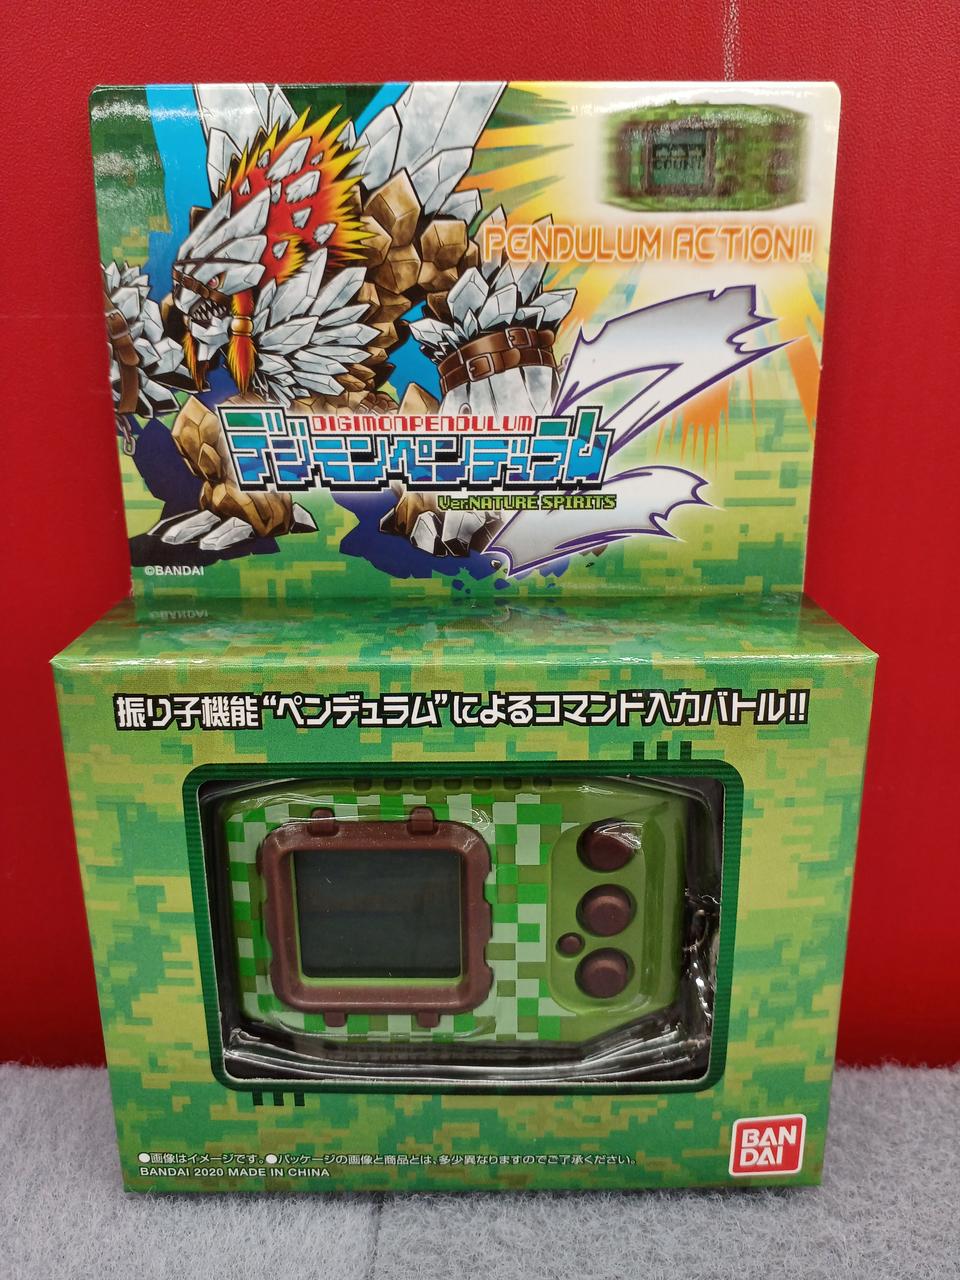 COUNT
PENDULUM ACTION!!
DIGIMONPENDULUM
デジモンペンデュラム Z
Ver.NATURE SPIRITS
©BANDAI
振り子機能“ペンデュラム”によるコマンド入力バトル!!
●画像はイメージです。●パッケージの画像と商品とは、多少異なりますのでご了承ください。
BANDAI 2020 MADE IN CHINA
BAN
DAI